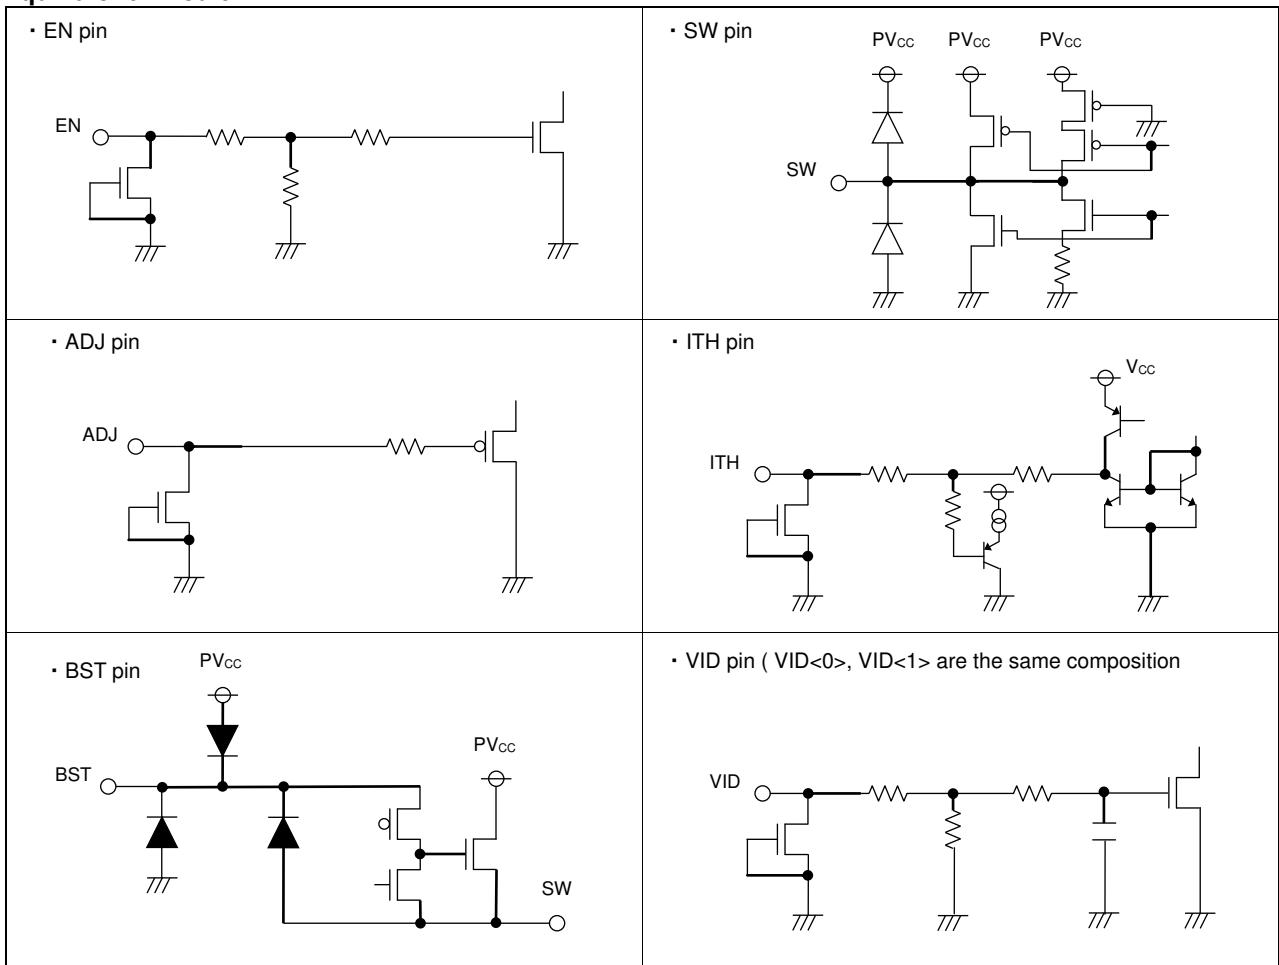 ・EN pin
EN
・SW pin
PVCC PVCC PVCC
SW
・ADJ pin
ADJ
・ITH pin
VCC
ITH
・BST pin
PVCC
PVCC
BST
SW
・VID pin ( VID<0>, VID<1> are the same composition
VID